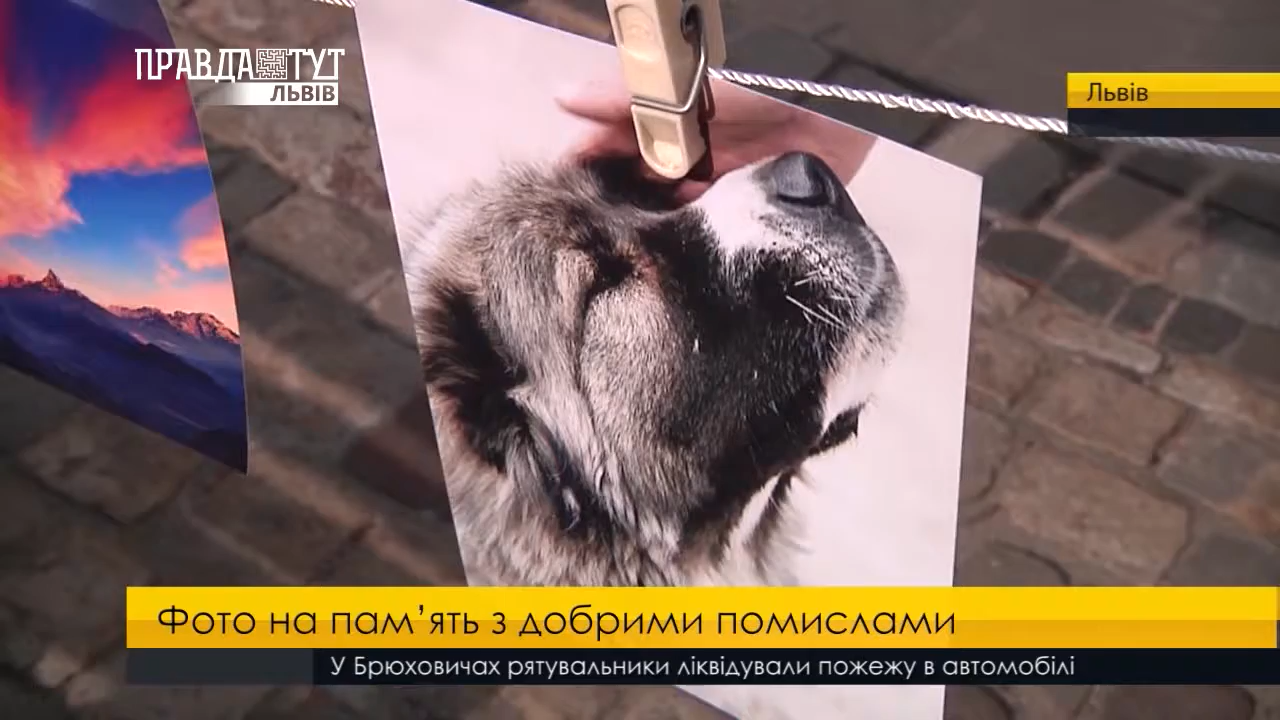 ПРАВДА ТУТ
ЛЬВІВ
Львів
Фото на пам’ять з добрими помислами
У Брюховичах рятувальники ліквідували пожежу в автомобілі